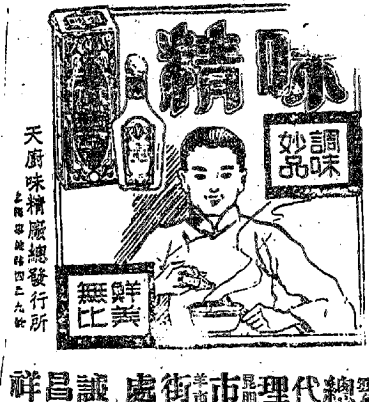 味精
調味
妙品
鮮美
無比
天廚味精廠總發行所
總代理昆明市羊市街處誠昌祥